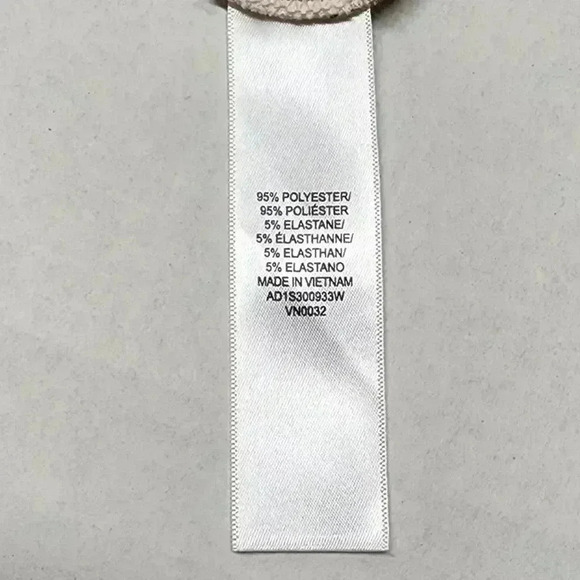 95% POLYESTER/
95% POLIÉSTER
5% ELASTANE/
5% ÉLASTHANNE/
5% ELASTHAN/
5% ELASTANO
MADE IN VIETNAM
AD1S300933W
VN0032